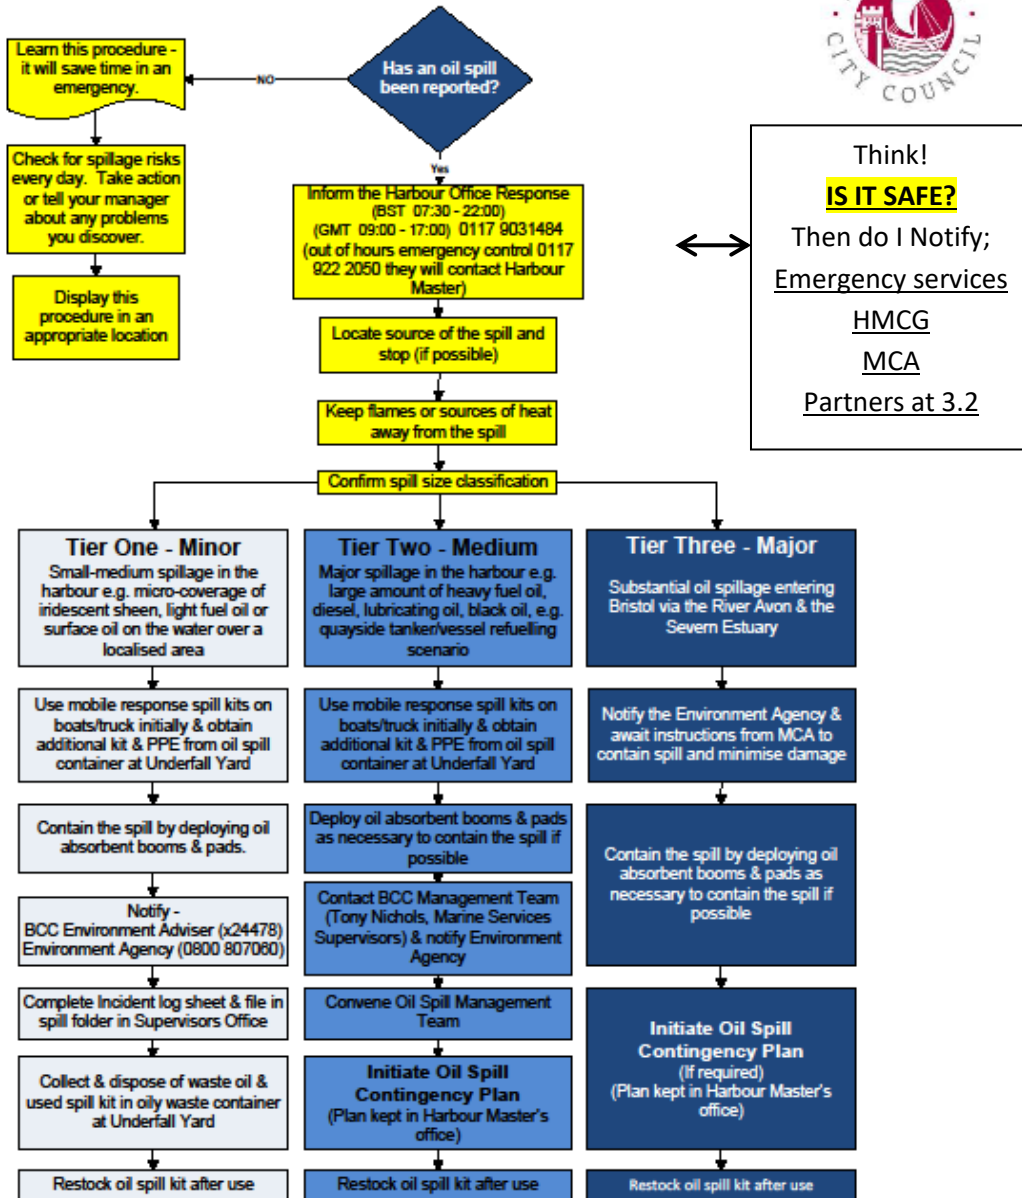 CITY COUNCIL
Has an oil spill
been reported?
NO
Learn this procedure -
it will save time in an
emergency.
Check for spillage risks
every day. Take action
or tell your manager
about any problems
you discover.
Display this
procedure in an
appropriate location
Yes
Inform the Harbour Office Response
(BST 07:30 - 22:00)
(GMT 09:00 - 17:00) 0117 9031484
(out of hours emergency control 0117
922 2050 they will contact Harbour
Master)
Think!
IS IT SAFE?
Then do I Notify;
Emergency services
HMCG
MCA
Partners at 3.2
Locate source of the spill and
stop (if possible)
Keep flames or sources of heat
away from the spill
Confirm spill size classification
Tier One - Minor
Small-medium spillage in the
harbour e.g. micro-coverage of
iridescent sheen, light fuel oil or
surface oil on the water over a
localised area
Use mobile response spill kits on
boats/truck initially & obtain
additional kit & PPE from oil spill
container at Underfall Yard
Contain the spill by deploying oil
absorbent booms & pads.
Notify -
BCC Environment Adviser (x24478)
Environment Agency (0800 807060)
Complete Incident log sheet & file in
spill folder in Supervisors Office
Collect & dispose of waste oil &
used spill kit in oily waste container
at Underfall Yard
Restock oil spill kit after use
Tier Two - Medium
Major spillage in the harbour e.g.
large amount of heavy fuel oil,
diesel, lubricating oil, black oil, e.g.
quayside tanker/vessel refuelling
scenario
Use mobile response spill kits on
boats/truck initially & obtain
additional kit & PPE from oil spill
container at Underfall Yard
Deploy oil absorbent booms & pads
as necessary to contain the spill if
possible
Contact BCC Management Team
(Tony Nichols, Marine Services
Supervisors) & notify Environment
Agency
Convene Oil Spill Management
Team
Initiate Oil Spill
Contingency Plan
(Plan kept in Harbour Master's
office)
Restock oil spill kit after use
Tier Three - Major
Substantial oil spillage entering
Bristol via the River Avon & the
Severn Estuary
Notify the Environment Agency &
await instructions from MCA to
contain spill and minimise damage
Contain the spill by deploying oil
absorbent booms & pads as
necessary to contain the spill if
possible
Initiate Oil Spill
Contingency Plan
(If required)
(Plan kept in Harbour Master's
office)
Restock oil spill kit after use